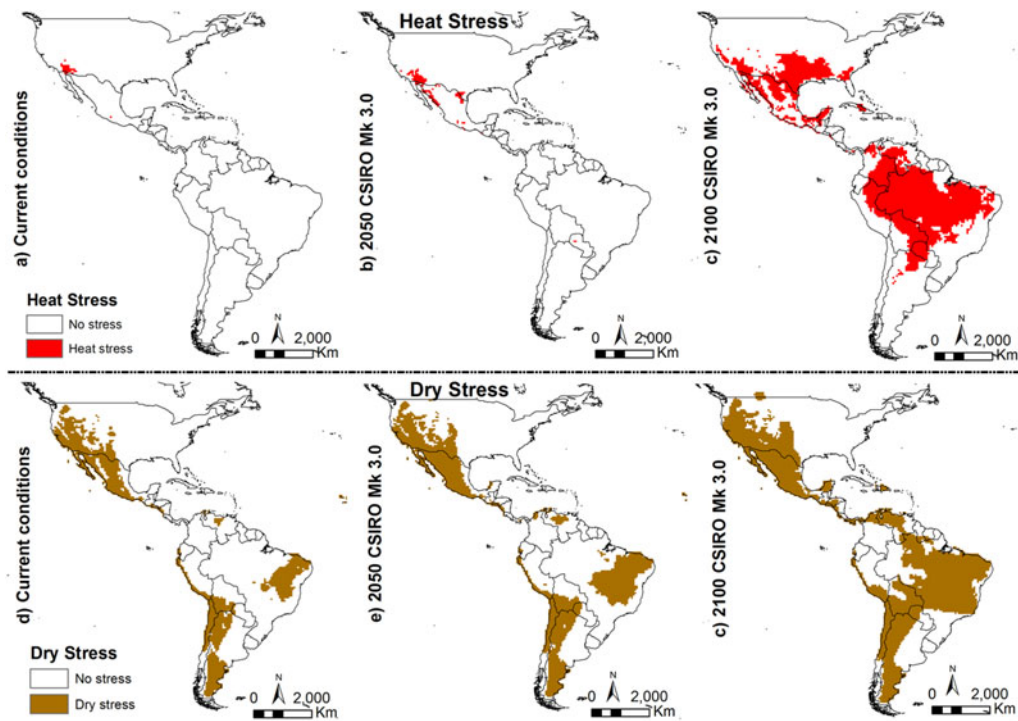 Heat Stress
a) Current conditions
b) 2050 CSIRO Mk 3.0
c) 2100 CSIRO Mk 3.0
Heat Stress
No stress
Heat stress
N
0 2,000
Km
N
0 2,000
Km
N
0 2,000
Km
Dry Stress
d) Current conditions
e) 2050 CSIRO Mk 3.0
c) 2100 CSIRO Mk 3.0
Dry Stress
No stress
Dry stress
N
0 2,000
Km
N
0 2,000
Km
N
0 2,000
Km